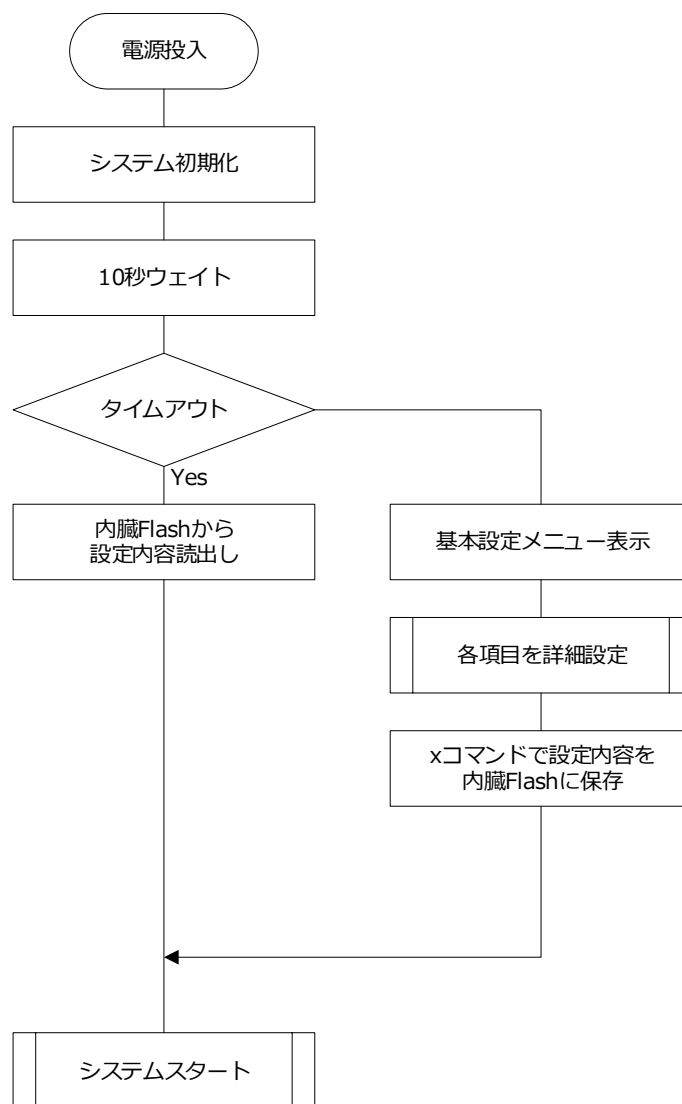 電源投入
システム初期化
10秒ウェイト
タイムアウト
Yes
内臓Flashから
設定内容読出し
基本設定メニュー表示
各項目を詳細設定
xコマンドで設定内容を
内臓Flashに保存
システムスタート